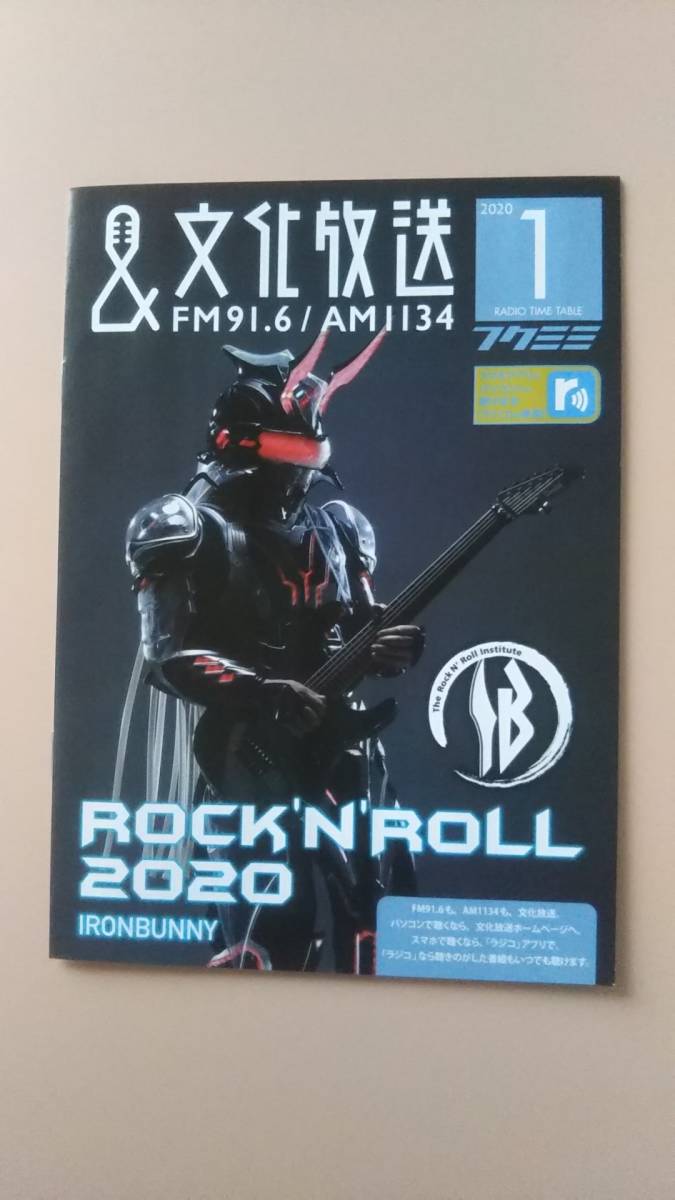 & 文化放送
FM91.6 / AM1134
2020
1
RADIO TIME TABLE
フクミミ
The Rock N' Roll Institute
ROCK'N'ROLL
2020
IRONBUNNY
FM91.6も、AM1134も、文化放送。
パソコンで聴くなら、文化放送ホームページへ。
スマホで聴くなら、「ラジコ」アプリで。
「ラジコ」なら聴きのがした番組もいつでも聴けます。